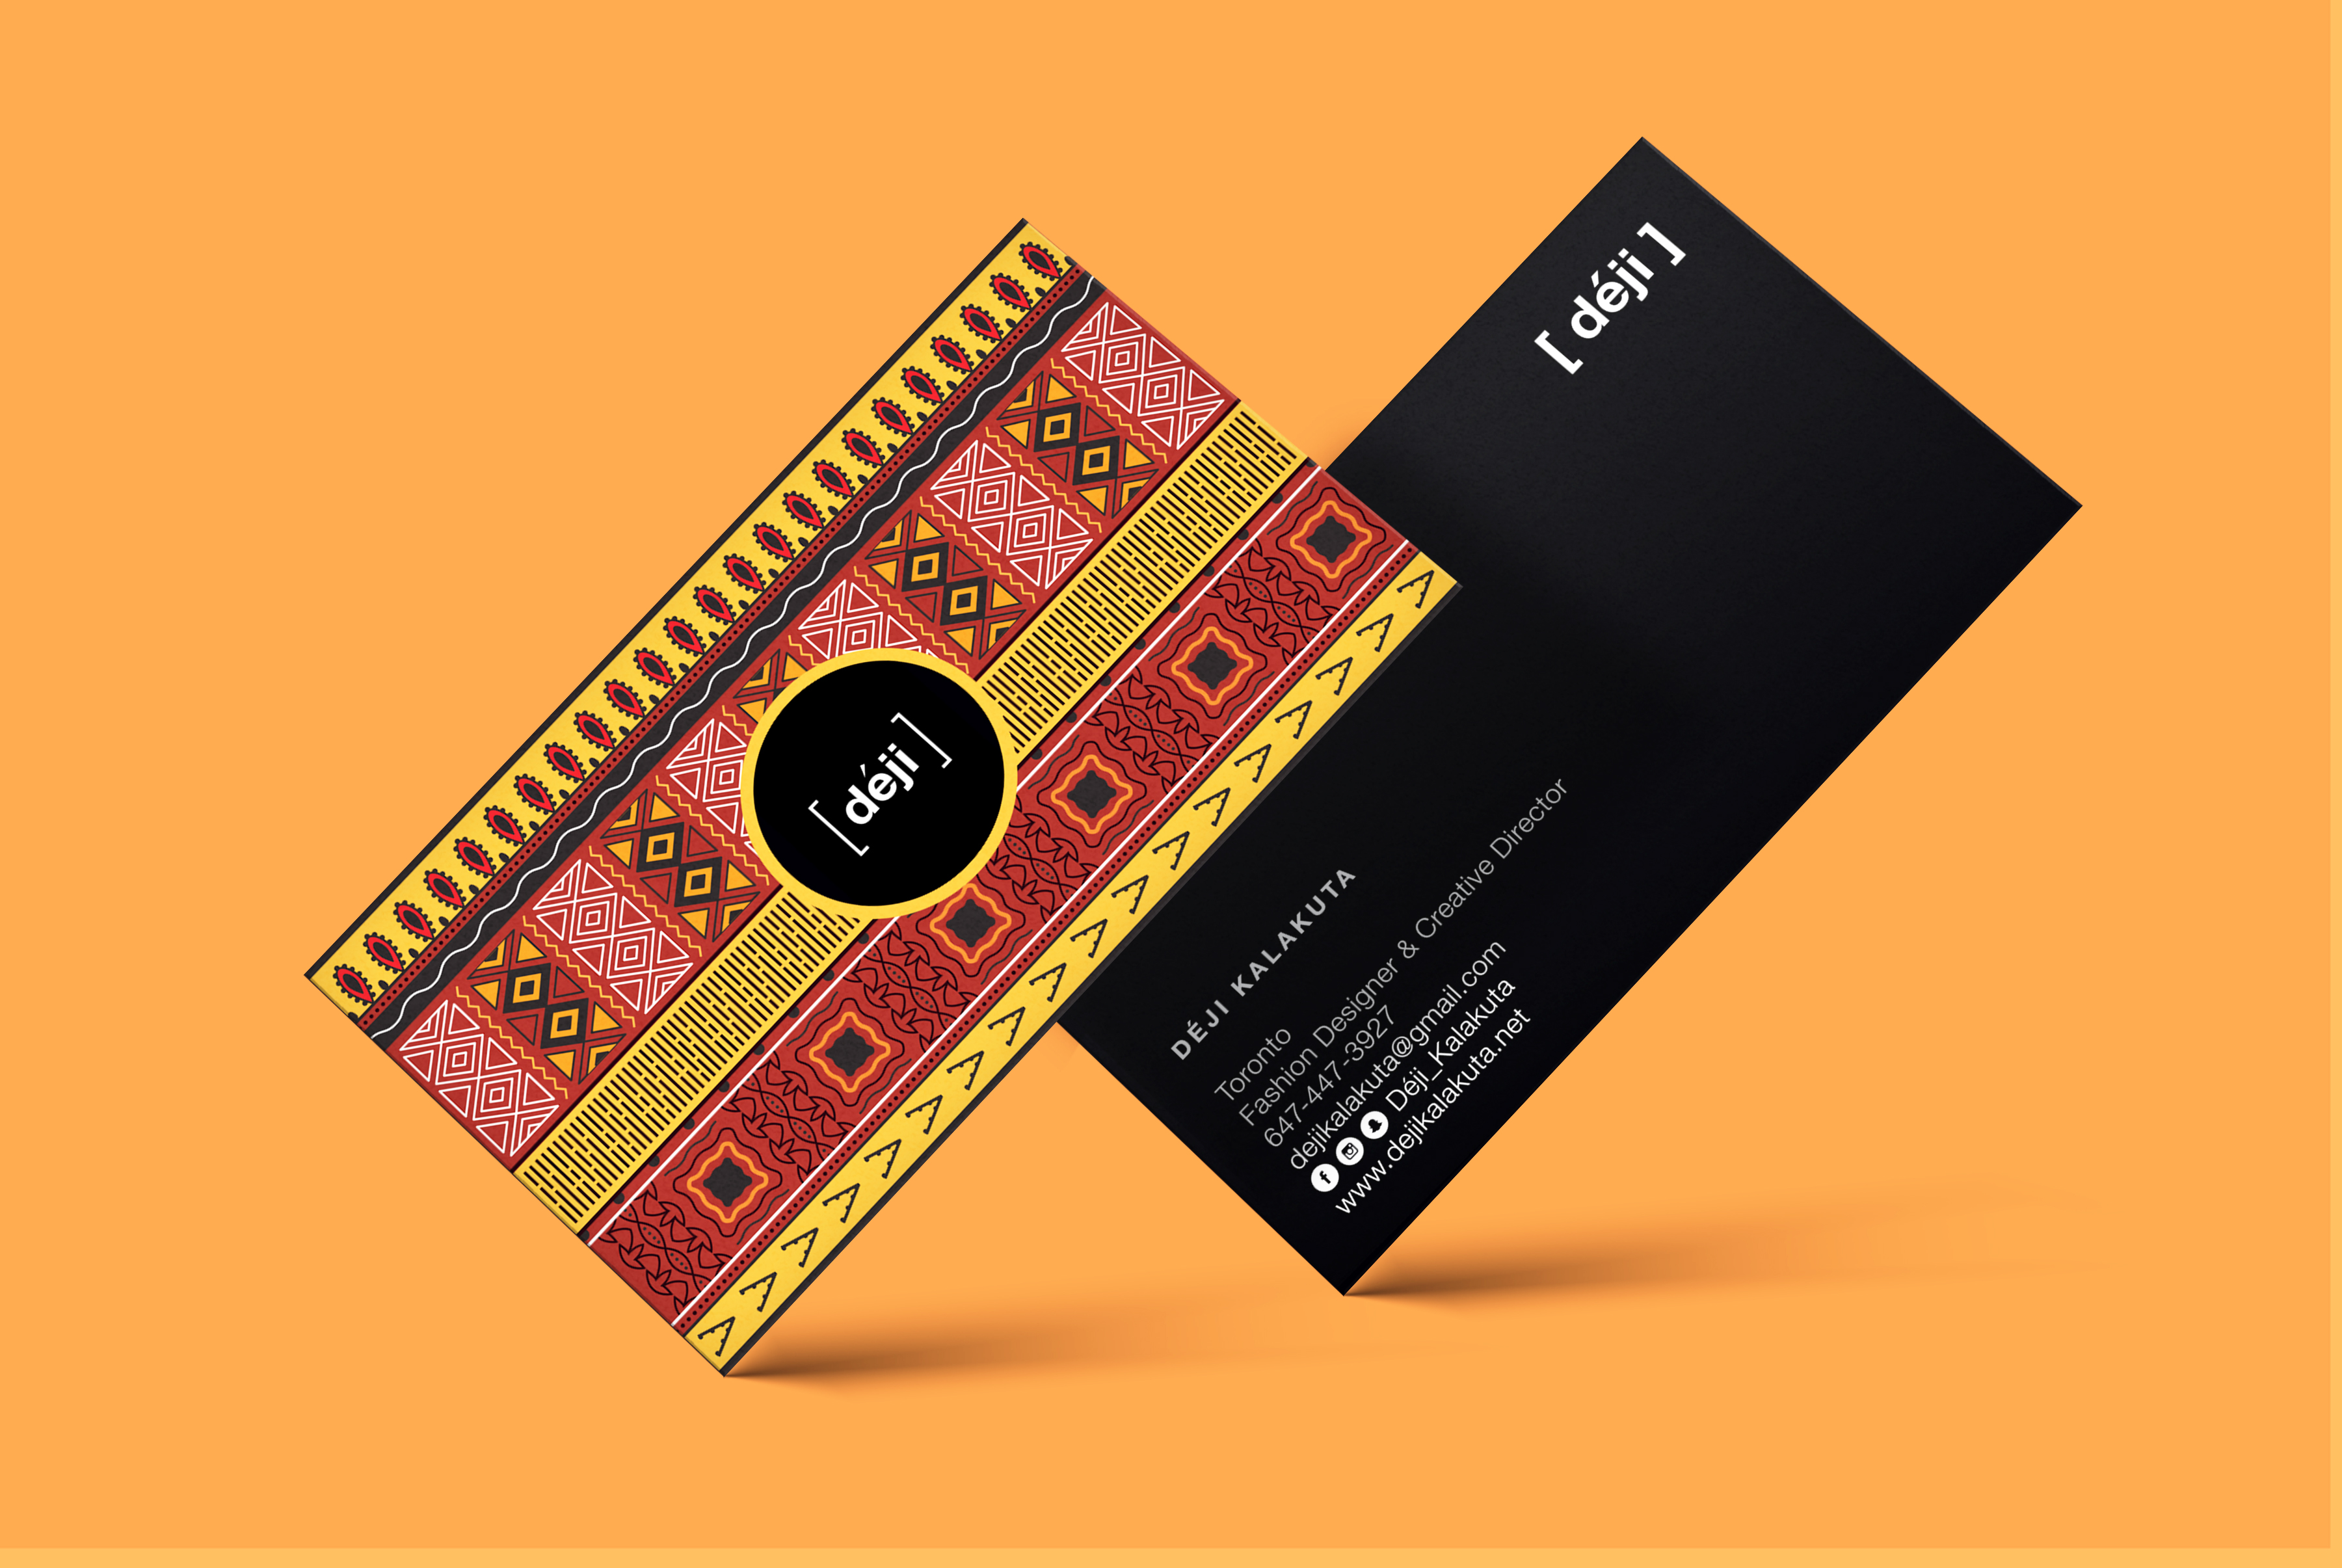 [ déji ]
[ déji ]
DÉJI KALAKUTA
Toronto
Fashion Designer & Creative Director
647-447-3927
dejikalakuta@gmail.com
Déji_Kalakuta
www.dejikalakuta.net